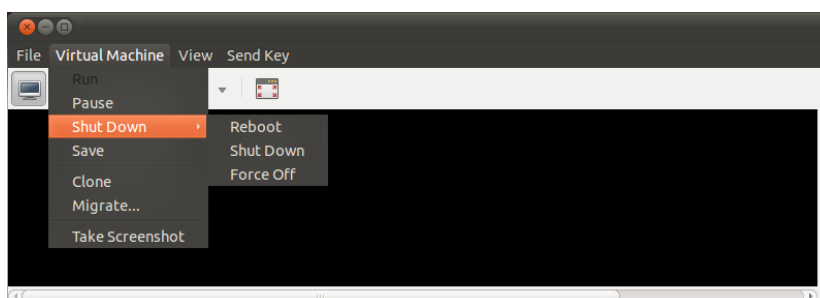 File Virtual Machine View Send Key
Run
Pause
Shut Down
Save
Clone
Migrate...
Take Screenshot
Reboot
Shut Down
Force Off